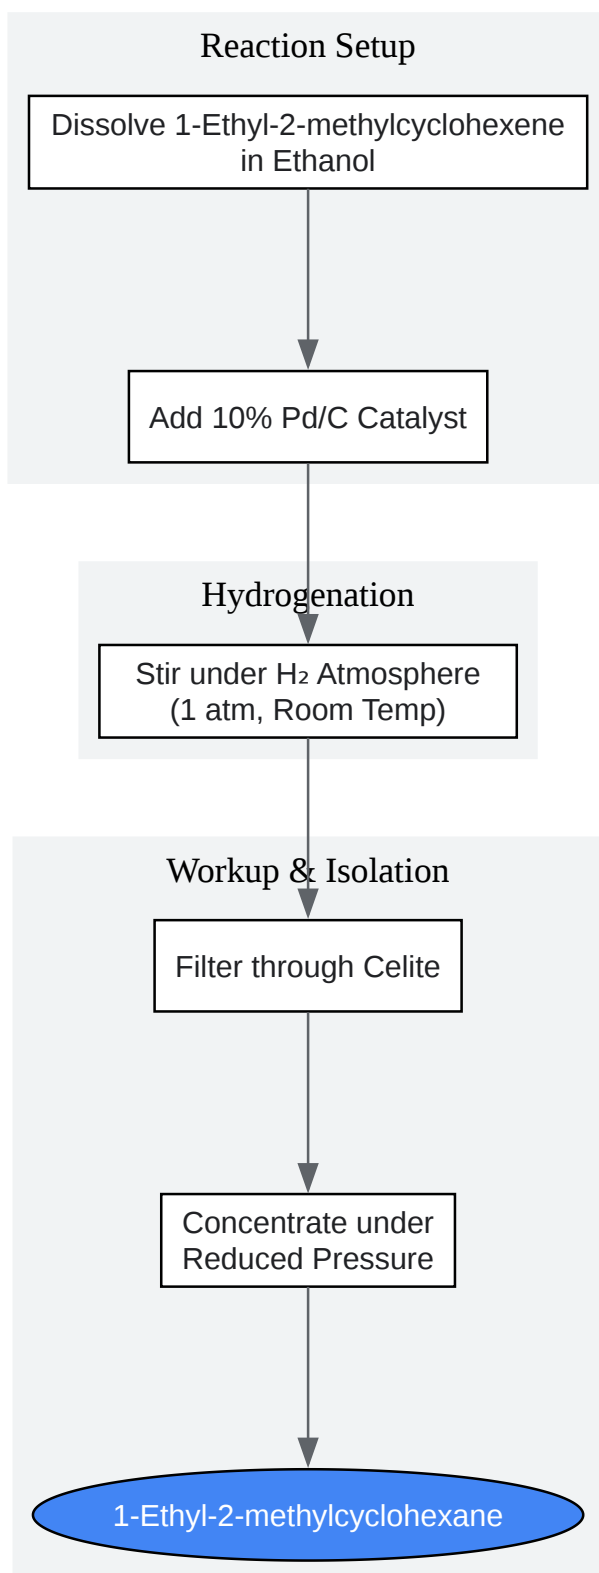 Reaction Setup
Dissolve 1-Ethyl-2-methylcyclohexene
in Ethanol
Add 10% Pd/C Catalyst
Hydrogenation
Stir under H₂ Atmosphere
(1 atm, Room Temp)
Workup & Isolation
Filter through Celite
Concentrate under
Reduced Pressure
1-Ethyl-2-methylcyclohexane